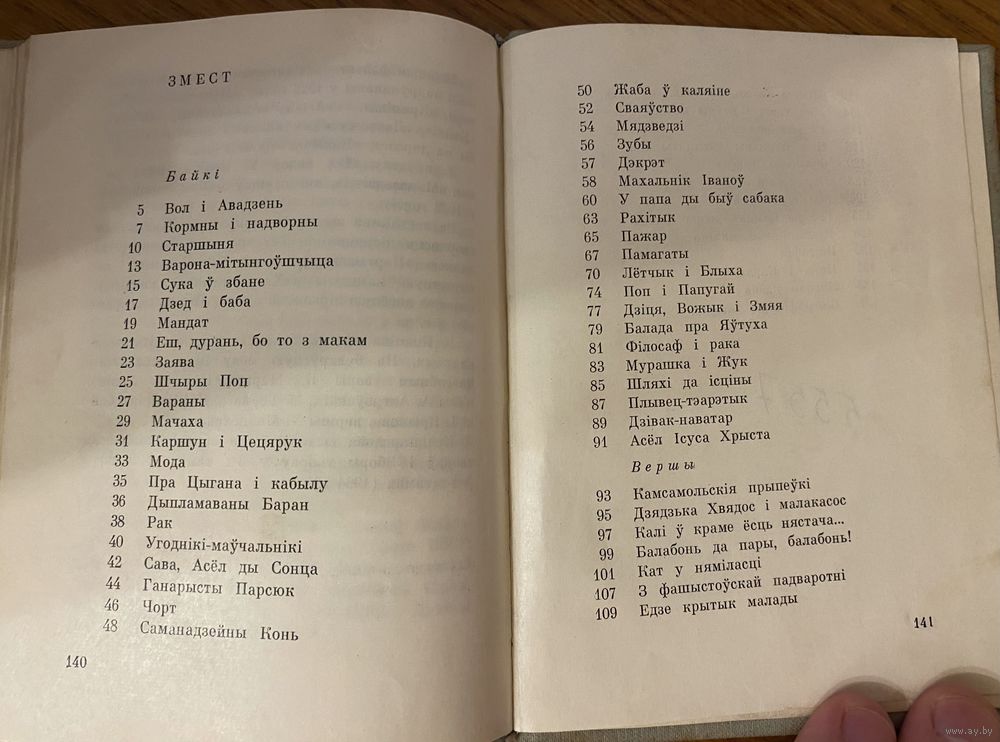 ЗМЕСТ
Байкі
5 Вол і Авадзень
7 Кормны і надворны
10 Старшыня
13 Варона-мітынгоўшчыца
15 Сука ў збане
17 Дзед і баба
19 Мандат
21 Еш, дурань, бо то з макам
23 Заява
25 Шчыры Поп
27 Вараны
29 Мачаха
31 Каршун і Цецярук
33 Мода
35 Пра Цыгана і кабылу
36 Дыпламаваны Баран
38 Рак
40 Угоднікі-маўчальнікі
42 Сава, Асёл ды Сонца
44 Ганарысты Парсюк
46 Чорт
48 Саманадзейны Конь
140
50 Жаба ў каляіне
52 Сваяўство
54 Мядзведзі
56 Зубы
57 Дэкрэт
58 Махальнік Іваноў
60 У папа ды быў сабака
63 Рахітык
65 Пажар
67 Памагаты
70 Лётчык і Блыха
74 Поп і Папугай
77 Дзіця, Вожык і Змяя
79 Балада пра Яўтуха
81 Філосаф і рака
83 Мурашка і Жук
85 Шляхі да ісціны
87 Плывец-тэарэтык
89 Дзівак-наватар
91 Асёл Ісуса Хрыста
Вершы
93 Камсамольскія прыпеўкі
95 Дзядзька Хвядос і малакасос
97 Калі ў краме ёсць нястача...
99 Балабонь да пары, балабонь!
101 Кат у няміласці
107 З фашыстоўскай падваротні
109 Едзе крытык малады
141
www.ay.by